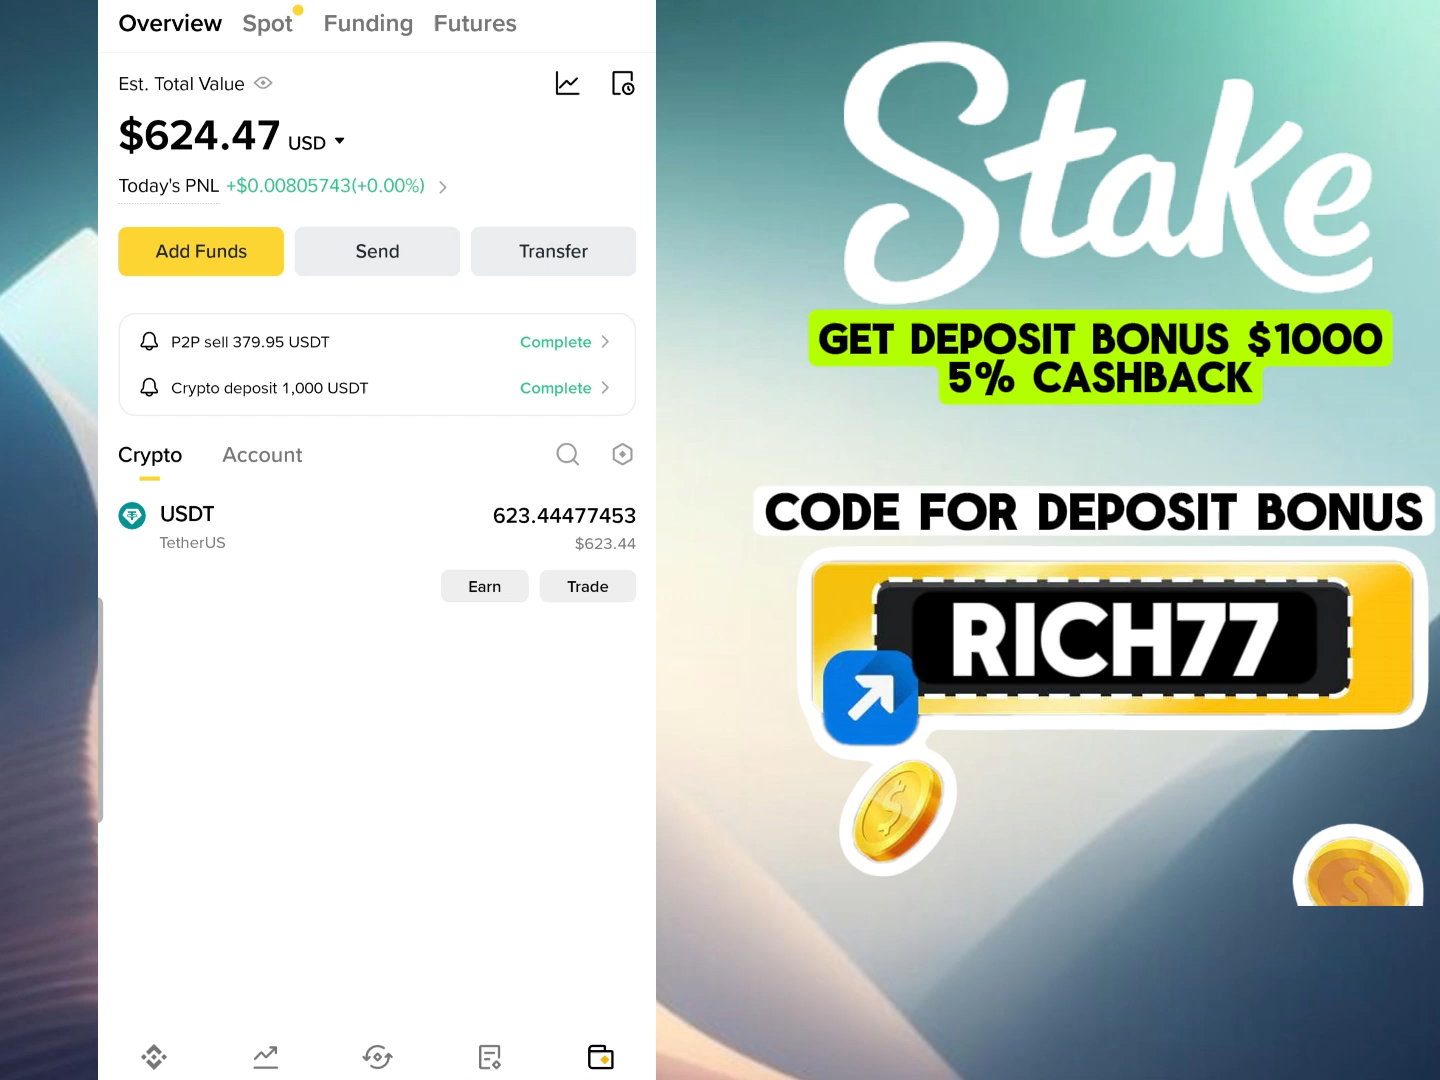 Overview Spot Funding Futures
Est. Total Value
$624.47 USD
Today's PNL +$0.00805743(+0.00%)
Add Funds Send Transfer
P2P sell 379.95 USDT Complete
Crypto deposit 1,000 USDT Complete
Crypto Account
USDT 623.44477453
TetherUS $623.44
Earn Trade
Stake
GET DEPOSIT BONUS $1000
5% CASHBACK
CODE FOR DEPOSIT BONUS
RICH77